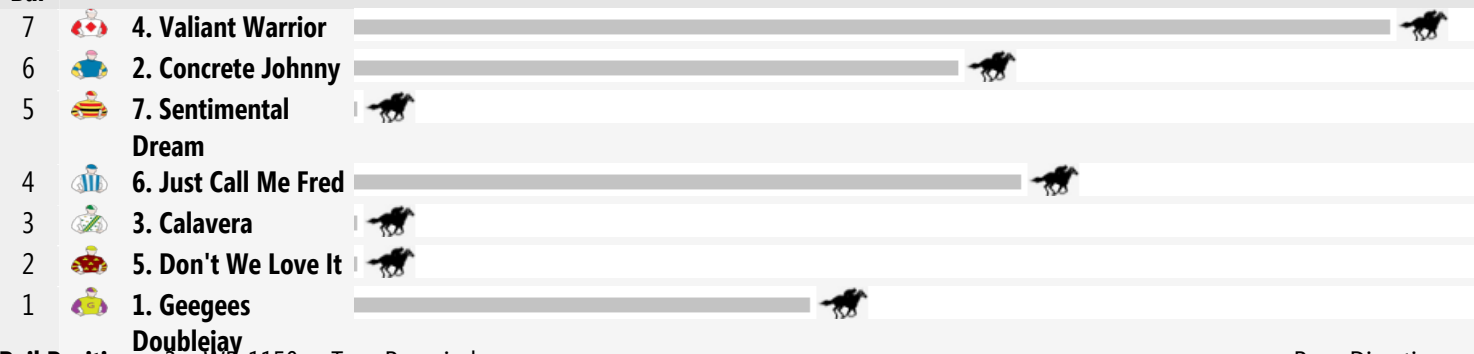 7 4. Valiant Warrior
6 2. Concrete Johnny
5 7. Sentimental
Dream
4 6. Just Call Me Fred
3 3. Calavera
2 5. Don't We Love It
1 G 1. Geegees
Doublejay